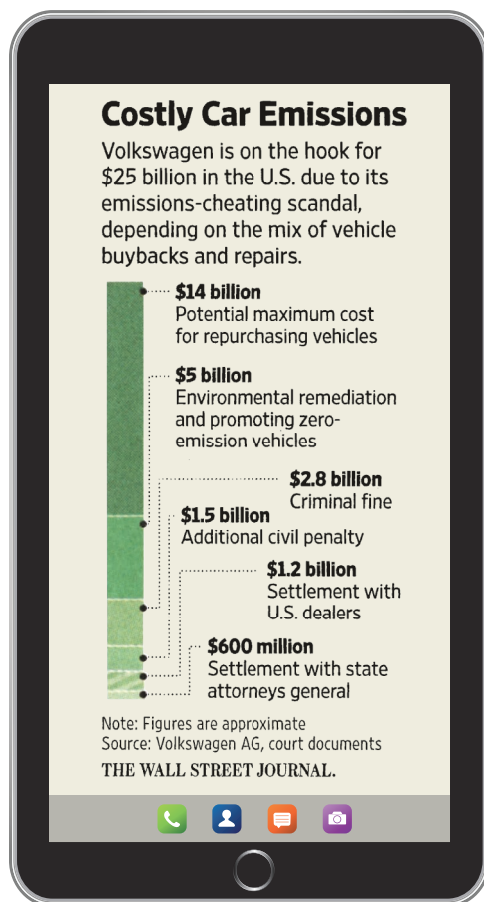 Costly Car Emissions
Volkswagen is on the hook for
$25 billion in the U.S. due to its
emissions-cheating scandal,
depending on the mix of vehicle
buybacks and repairs.
$14 billion
Potential maximum cost
for repurchasing vehicles
$5 billion
Environmental remediation
and promoting zero-
emission vehicles
$2.8 billion
Criminal fine
$1.5 billion
Additional civil penalty
$1.2 billion
Settlement with
U.S. dealers
$600 million
Settlement with state
attorneys general
Note: Figures are approximate
Source: Volkswagen AG, court documents
THE WALL STREET JOURNAL.